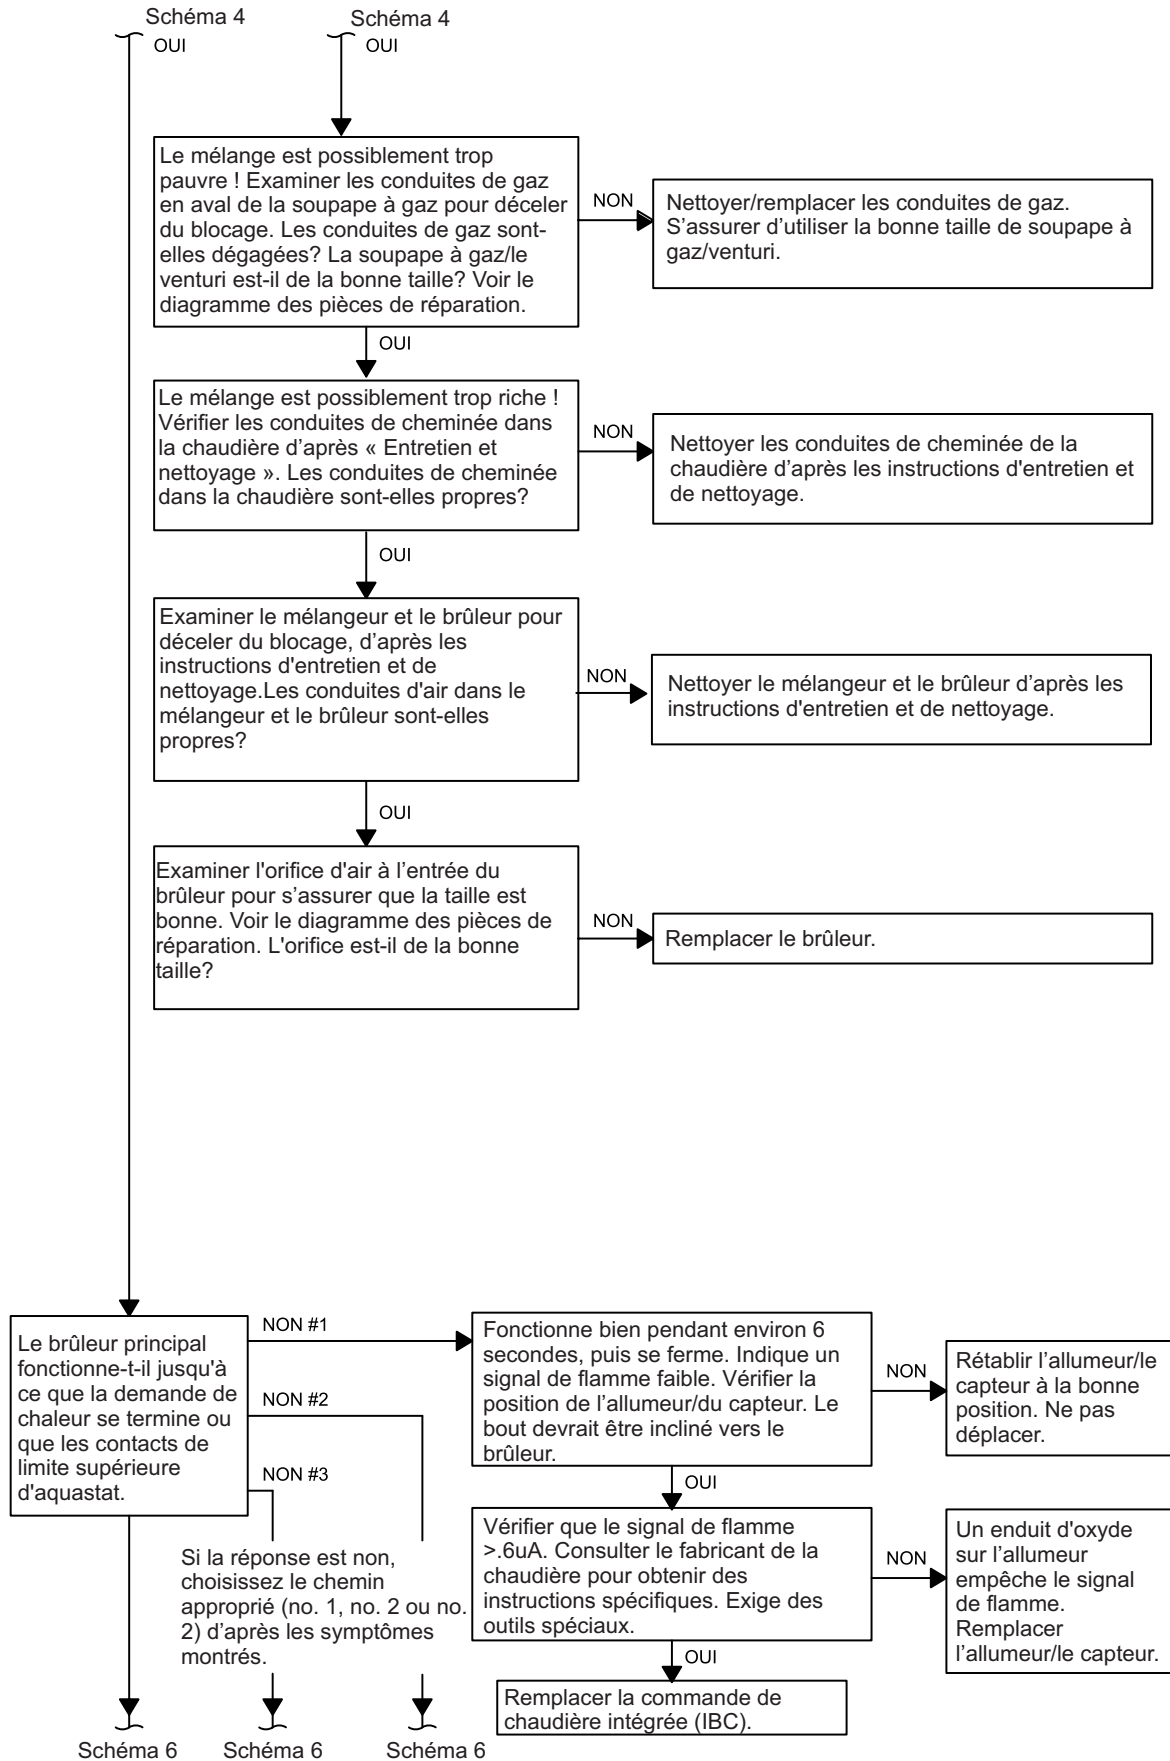 Schéma 4
OUI
Schéma 4
OUI
Le mélange est possiblement trop
pauvre ! Examiner les conduites de gaz
en aval de la soupape à gaz pour déceler
du blocage. Les conduites de gaz sont-
elles dégagées? La soupape à gaz/le
venturi est-il de la bonne taille? Voir le
diagramme des pièces de réparation.
NON
Nettoyer/remplacer les conduites de gaz.
S’assurer d’utiliser la bonne taille de soupape à
gaz/venturi.
OUI
Le mélange est possiblement trop riche !
Vérifier les conduites de cheminée dans
la chaudière d’après « Entretien et
nettoyage ». Les conduites de cheminée
dans la chaudière sont-elles propres?
NON
Nettoyer les conduites de cheminée de la
chaudière d’après les instructions d'entretien et
de nettoyage.
OUI
Examiner le mélangeur et le brûleur pour
déceler du blocage, d’après les
instructions d'entretien et de
nettoyage.Les conduites d'air dans le
mélangeur et le brûleur sont-elles
propres?
NON
Nettoyer le mélangeur et le brûleur d’après les
instructions d'entretien et de nettoyage.
OUI
Examiner l'orifice d'air à l’entrée du
brûleur pour s’assurer que la taille est
bonne. Voir le diagramme des pièces de
réparation. L'orifice est-il de la bonne
taille?
NON
Remplacer le brûleur.
Le brûleur principal
fonctionne-t-il jusqu'à
ce que la demande de
chaleur se termine ou
que les contacts de
limite supérieure
d'aquastat.
NON #1
NON #2
NON #3
Fonctionne bien pendant environ 6
secondes, puis se ferme. Indique un
signal de flamme faible. Vérifier la
position de l’allumeur/du capteur. Le
bout devrait être incliné vers le
brûleur.
NON
Rétablir l’allumeur/le
capteur à la bonne
position. Ne pas
déplacer.
OUI
Vérifier que le signal de flamme
>.6uA. Consulter le fabricant de la
chaudière pour obtenir des
instructions spécifiques. Exige des
outils spéciaux.
NON
Un enduit d'oxyde
sur l’allumeur
empêche le signal
de flamme.
Remplacer
l’allumeur/le capteur.
Si la réponse est non,
choisissez le chemin
approprié (no. 1, no. 2 ou no.
2) d’après les symptômes
montrés.
OUI
Remplacer la commande de
chaudière intégrée (IBC).
Schéma 6
Schéma 6
Schéma 6